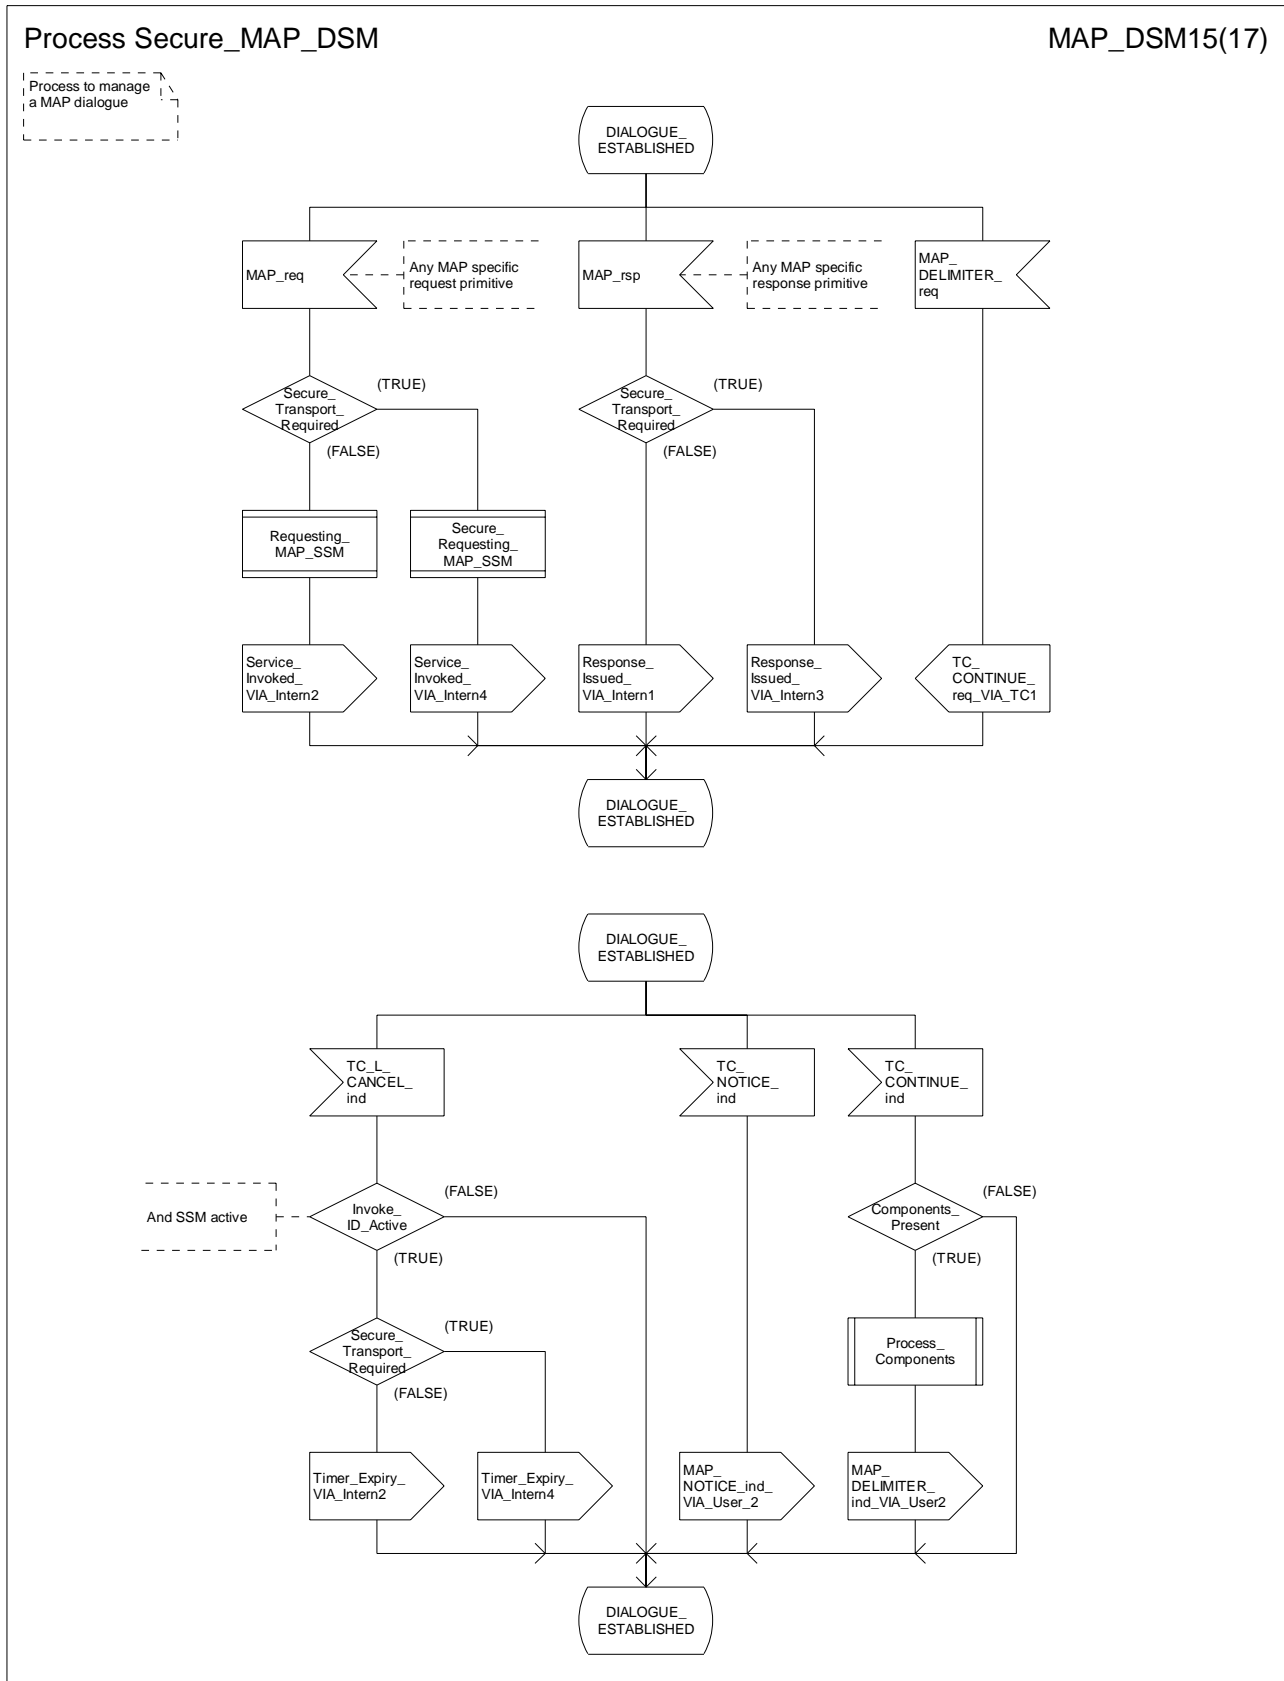 Process Secure_MAP_DSM
MAP_DSM15(17)
Process to manage
a MAP dialogue
DIALOGUE_
ESTABLISHED
MAP_req
Any MAP specific
request primitive
MAP_rsp
Any MAP specific
response primitive
MAP_
DELIMITER_
req
Secure_
Transport_
Required
(TRUE)
(FALSE)
Secure_
Transport_
Required
(TRUE)
(FALSE)
Requesting_
MAP_SSM
Secure_
Requesting_
MAP_SSM
Service_
Invoked_
VIA_Intern2
Service_
Invoked_
VIA_Intern4
Response_
Issued_
VIA_Intern1
Response_
Issued_
VIA_Intern3
TC_
CONTINUE_
req_VIA_TC1
DIALOGUE_
ESTABLISHED
DIALOGUE_
ESTABLISHED
TC_L_
CANCEL_
ind
TC_
NOTICE_
ind
TC_
CONTINUE_
ind
And SSM active
Invoke_
ID_Active
(FALSE)
(TRUE)
Components_
Present
(FALSE)
(TRUE)
Secure_
Transport_
Required
(TRUE)
(FALSE)
Process_
Components
Timer_Expiry_
VIA_Intern2
Timer_Expiry_
VIA_Intern4
MAP_
NOTICE_ind_
VIA_User_2
MAP_
DELIMITER_
ind_VIA_User2
DIALOGUE_
ESTABLISHED